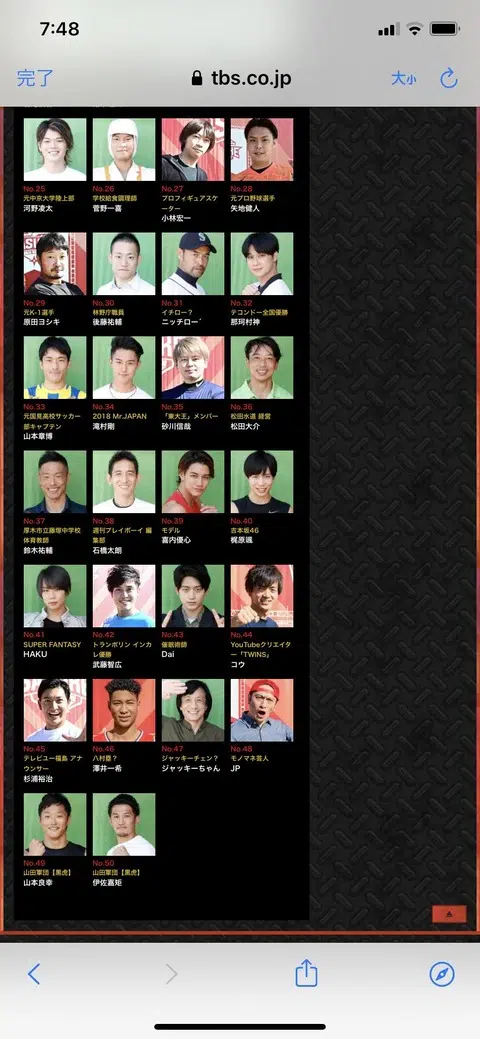 7:48
完了
tbs.co.jp
大小
No.25
元中京大学陸上部
河野凌太
No.26
学校給食調理師
菅野一喜
No.27
プロフィギュアスケ
ーター
小林宏一
No.28
元プロ野球選手
矢地健人
No.29
元K-1選手
原田ヨシキ
No.30
林野庁職員
後藤祐輔
No.31
イチロー？
ニッチロー´
No.32
テコンドー全国優勝
那珂村神
No.33
元国見高校サッカー
部キャプテン
山本章博
No.34
2018 Mr.JAPAN
滝村剛
No.35
「東大王」メンバー
砂川信哉
No.36
松田水道 経営
松田大介
No.37
厚木市立藤塚中学校
体育教師
鈴木祐輔
No.38
週刊プレイボーイ 編
集部
石橋太朗
No.39
モデル
喜内優心
No.40
吉本坂46
梶原颯
No.41
SUPER FANTASY
HAKU
No.42
トランポリン インカ
レ優勝
武藤智広
No.43
催眠術師
Dai
No.44
YouTubeクリエイタ
ー「TWINS」
コウ
No.45
テレビユー福島 アナ
ウンサー
杉浦裕治
No.46
八村塁？
澤井一希
No.47
ジャッキーチェン？
ジャッキーちゃん
No.48
モノマネ芸人
JP
No.49
山田軍団【黒虎】
山本良幸
No.50
山田軍団【黒虎】
伊佐嘉矩